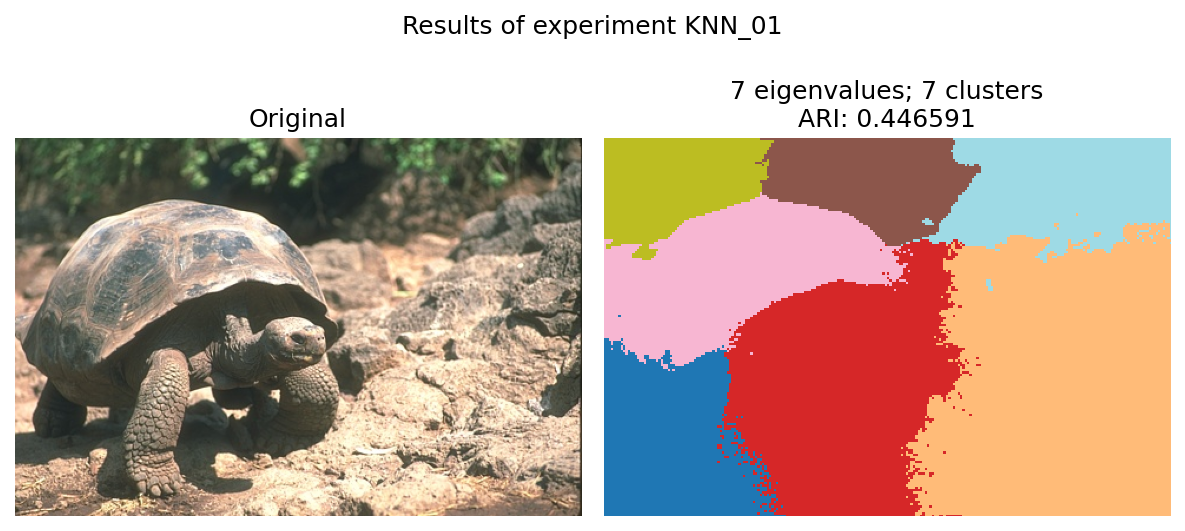 Results of experiment KNN_01
Original
7 eigenvalues; 7 clusters
ARI: 0.446591